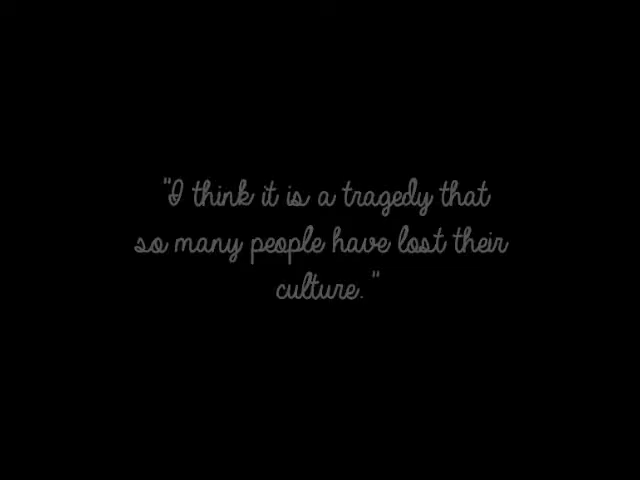 "I think it is a tragedy that
so many people have lost their
culture."